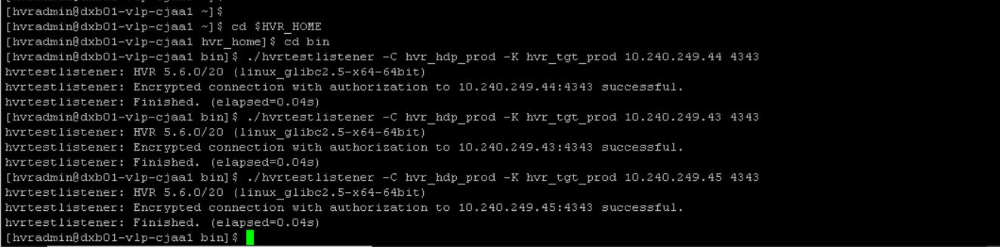 [hvradmin@dxb01-vlp-cjaa1 ~]$
[hvradmin@dxb01-vlp-cjaa1 ~]$ cd $HVR_HOME
[hvradmin@dxb01-vlp-cjaa1 hvr_home]$ cd bin
[hvradmin@dxb01-vlp-cjaa1 bin]$ ./hvrtestlistener -C hvr_hdp_prod -K hvr_tgt_prod 10.240.249.44 4343
hvrtestlistener: HVR 5.6.0/20 (linux_glibc2.5-x64-64bit)
hvrtestlistener: Encrypted connection with authorization to 10.240.249.44:4343 successful.
hvrtestlistener: Finished. (elapsed=0.04s)
[hvradmin@dxb01-vlp-cjaa1 bin]$ ./hvrtestlistener -C hvr_hdp_prod -K hvr_tgt_prod 10.240.249.43 4343
hvrtestlistener: HVR 5.6.0/20 (linux_glibc2.5-x64-64bit)
hvrtestlistener: Encrypted connection with authorization to 10.240.249.43:4343 successful.
hvrtestlistener: Finished. (elapsed=0.04s)
[hvradmin@dxb01-vlp-cjaa1 bin]$ ./hvrtestlistener -C hvr_hdp_prod -K hvr_tgt_prod 10.240.249.45 4343
hvrtestlistener: HVR 5.6.0/20 (linux_glibc2.5-x64-64bit)
hvrtestlistener: Encrypted connection with authorization to 10.240.249.45:4343 successful.
hvrtestlistener: Finished. (elapsed=0.04s)
[hvradmin@dxb01-vlp-cjaa1 bin]$